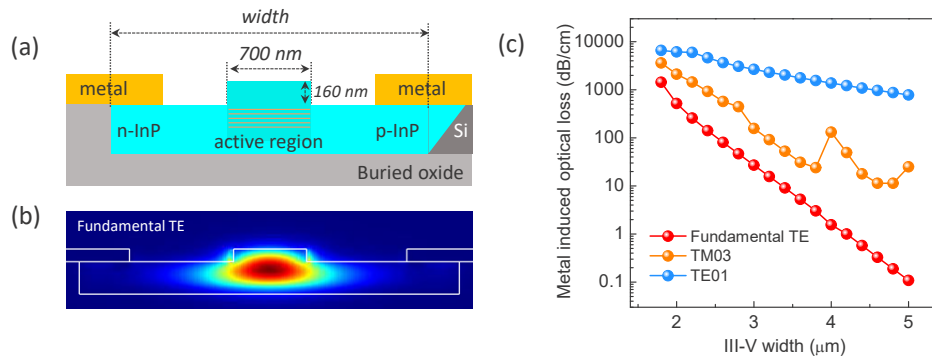 (a)
width
700 nm
metal
metal
160 nm
n-InP
p-InP
Si
active region
Buried oxide
(b)
Fundamental TE
(c)
Metal induced optical loss (dB/cm)
10000
1000
100
10
1
0.1
Fundamental TE
TM03
TE01
2
3
4
5
III-V width (μm)